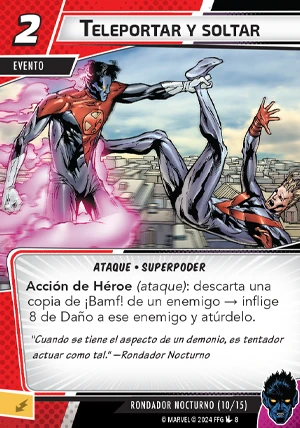 2
TELEPORTAR Y SOLTAR
EVENTO
ATAQUE • SUPERPODER
Acción de Héroe (ataque): descarta una
copia de ¡Bamf! de un enemigo → inflige
8 de Daño a ese enemigo y atúrdelo.
"Cuando se tiene el aspecto de un demonio, es tentador
actuar como tal." —Rondador Nocturno
RONDADOR NOCTURNO (10/15)
© MARVEL © 2024 FFG 8